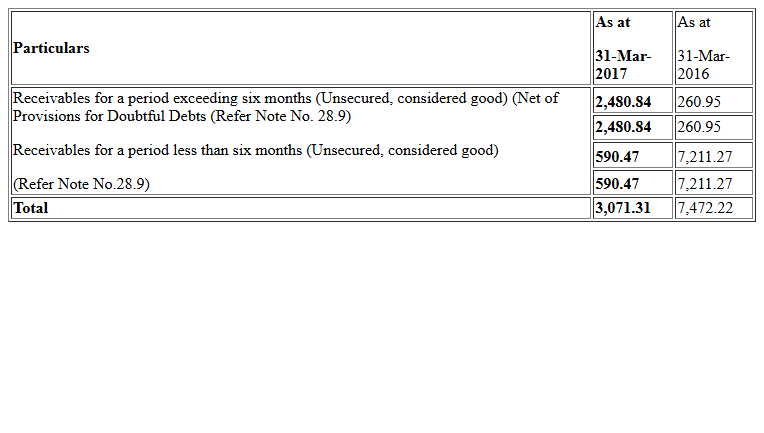 Particulars
As at
31-Mar-
2017
As at
31-Mar-
2016
Receivables for a period exceeding six months (Unsecured, considered good) (Net of
Provisions for Doubtful Debts (Refer Note No. 28.9)
Receivables for a period less than six months (Unsecured, considered good)
(Refer Note No.28.9)
2,480.84 260.95
2,480.84 260.95
590.47 7,211.27
590.47 7,211.27
Total 3,071.31 7,472.22